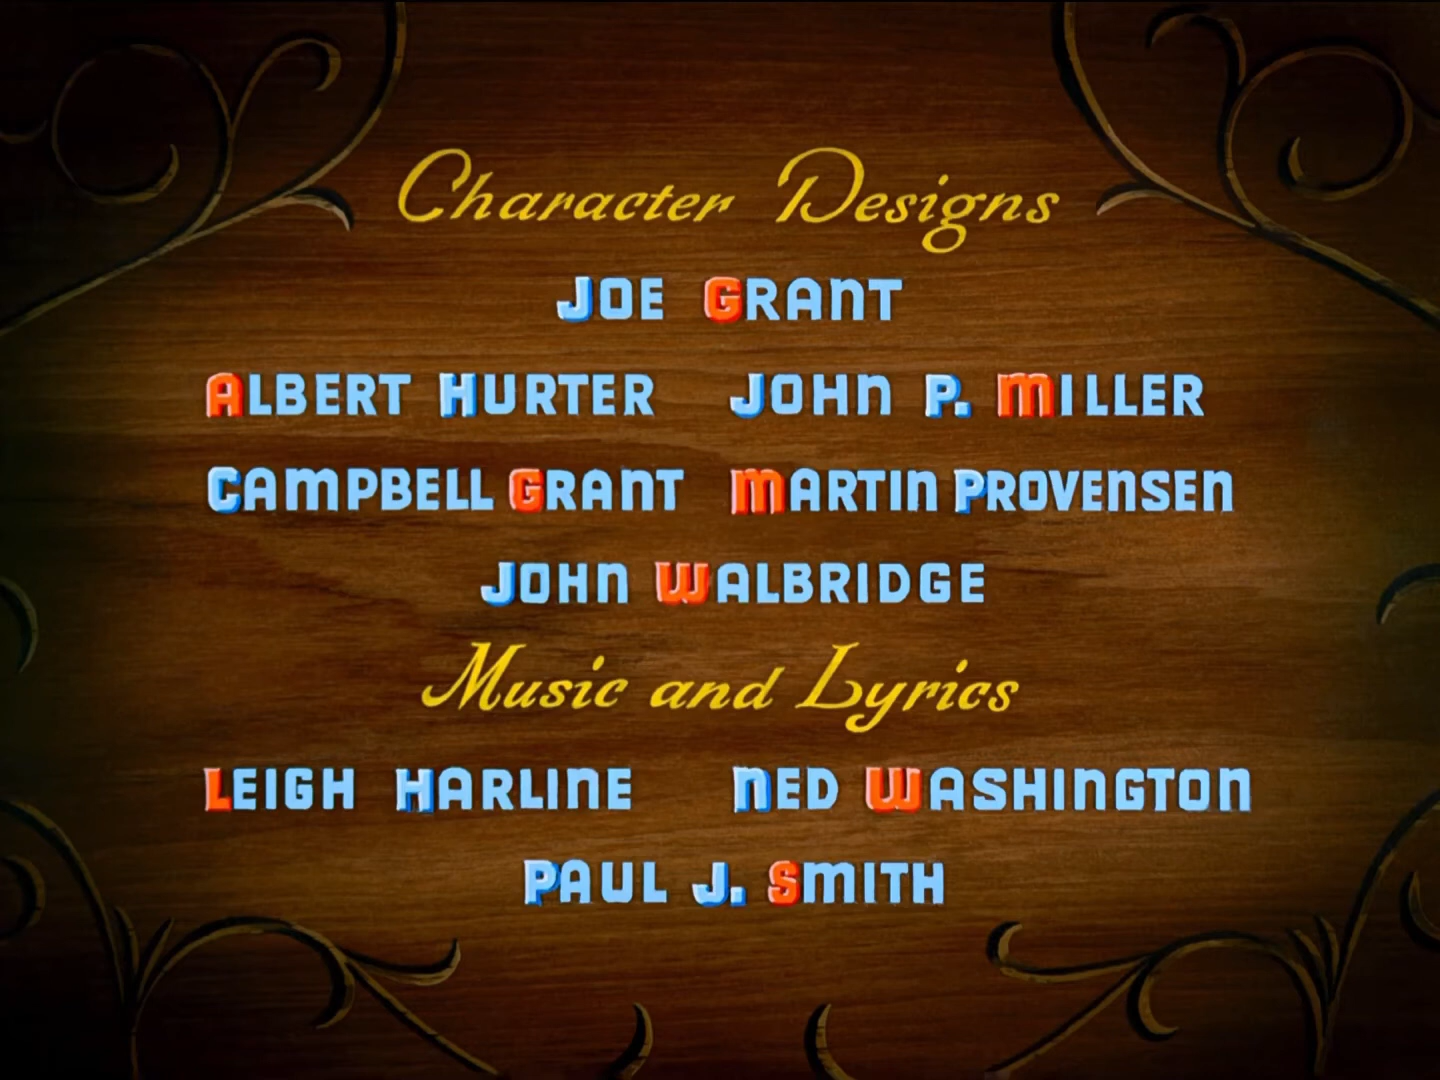 Character Designs
JOE GRANT
ALBERT HURTER JOHN P. MILLER
CAMPBELL GRANT MARTIN PROVENSEN
JOHN WALBRIDGE
Music and Lyrics
LEIGH HARLINE NED WASHINGTON
PAUL J. SMITH